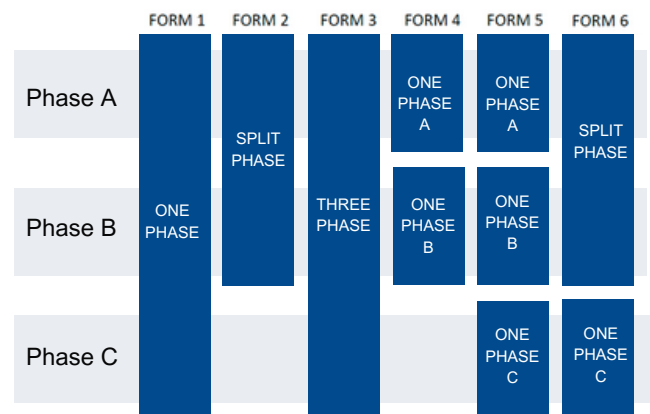 FORM 1 FORM 2 FORM 3 FORM 4 FORM 5 FORM 6
Phase A
Phase B
Phase C
ONE
PHASE
SPLIT
PHASE
THREE
PHASE
ONE
PHASE
A
ONE
PHASE
B
ONE
PHASE
A
ONE
PHASE
B
ONE
PHASE
C
SPLIT
PHASE
ONE
PHASE
C